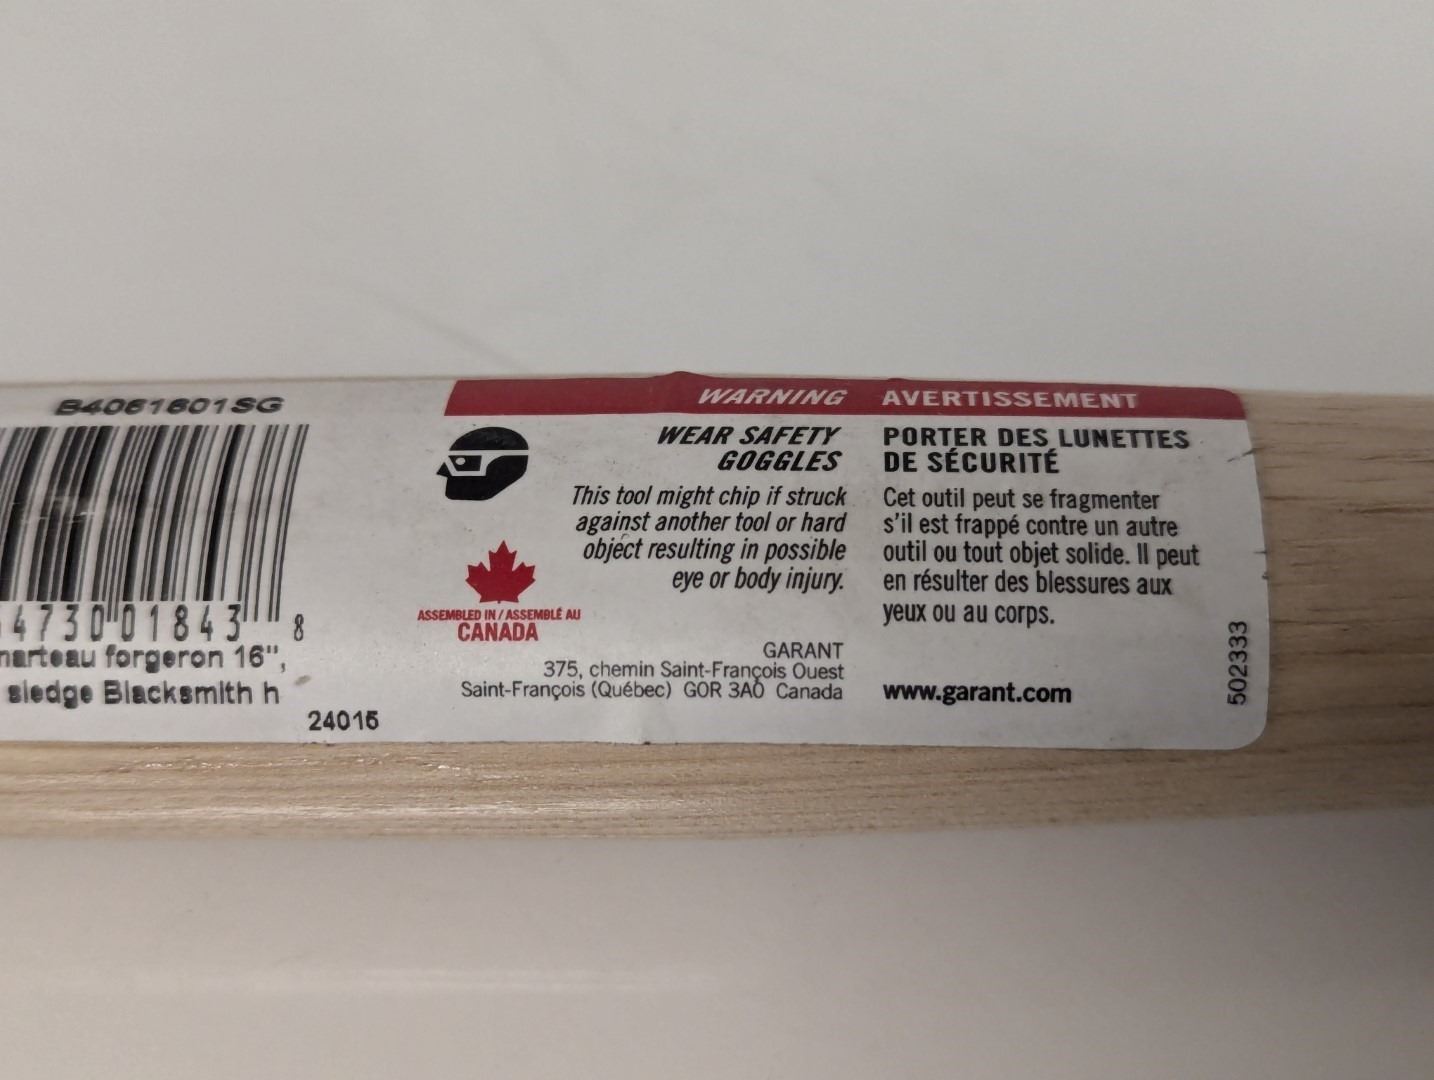 B4061601SG
4730 01843 8
marteau forgeron 16",
sledge Blacksmith h
24015
WARNING AVERTISSEMENT
WEAR SAFETY
GOGGLES
This tool might chip if struck
against another tool or hard
object resulting in possible
eye or body injury.
ASSEMBLED IN / ASSEMBLÉ AU
CANADA
GARANT
375, chemin Saint-François Ouest
Saint-François (Québec) G0R 3A0 Canada
PORTER DES LUNETTES
DE SÉCURITÉ
Cet outil peut se fragmenter
s'il est frappé contre un autre
outil ou tout objet solide. Il peut
en résulter des blessures aux
yeux ou au corps.
www.garant.com
502333